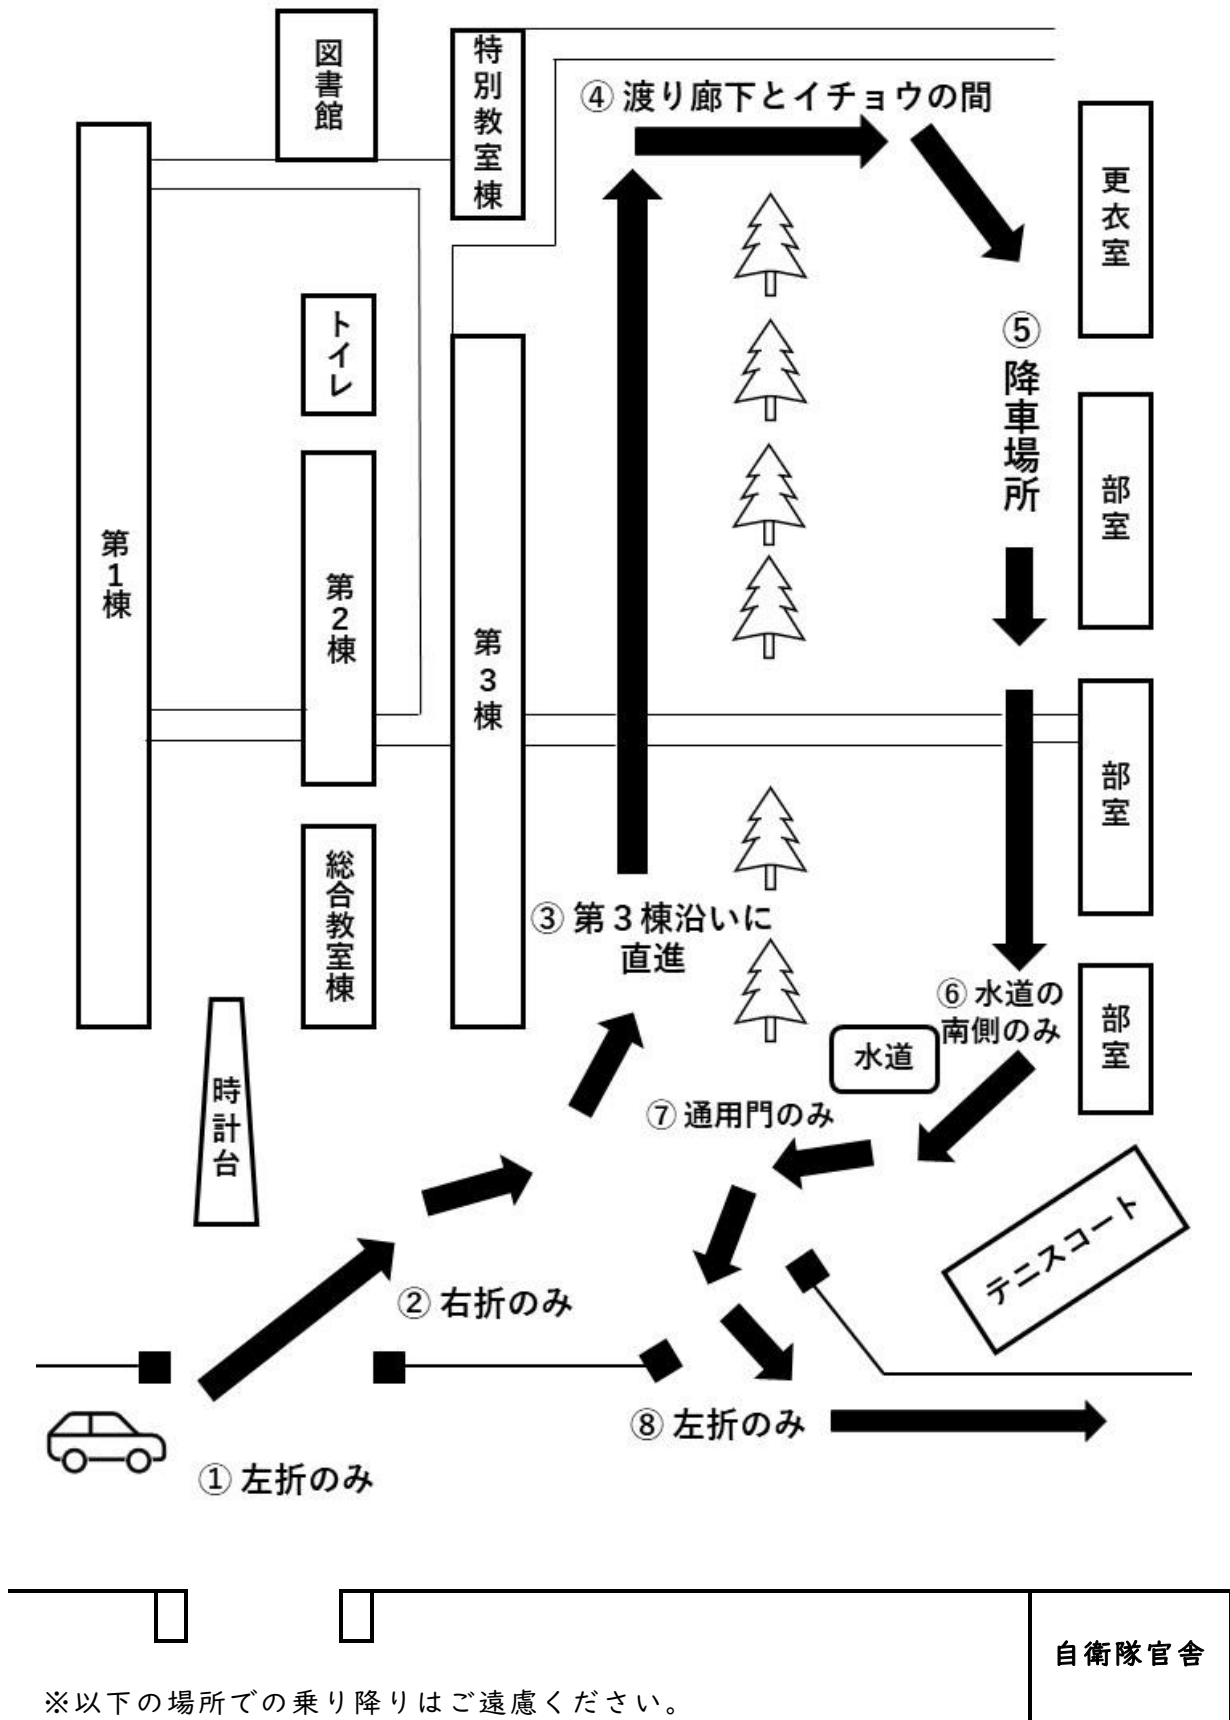 図書館
特別教室棟
④ 渡り廊下とイチョウの間
更衣室
トイレ
⑤ 降車場所
部室
第1棟
第2棟
第3棟
部室
総合教室棟
③ 第3棟沿いに
直進
⑥ 水道の
南側のみ
部室
水道
時計台
⑦ 通用門のみ
テニスコート
② 右折のみ
⑧ 左折のみ
① 左折のみ
自衛隊官舎
※以下の場所での乗り降りはご遠慮ください。